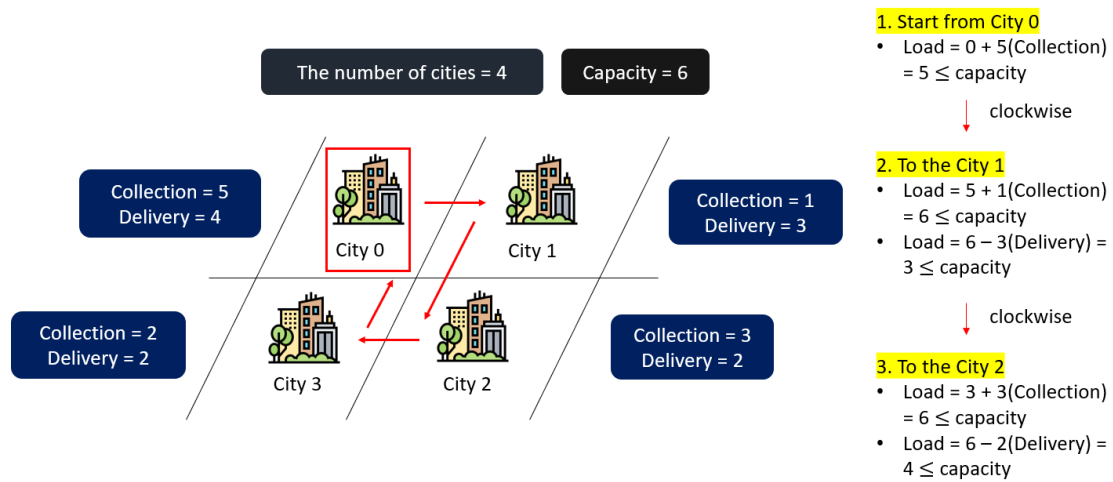 The number of cities = 4
Capacity = 6
Collection = 5
Delivery = 4
City 0
City 1
Collection = 1
Delivery = 3
Collection = 2
Delivery = 2
City 3
City 2
Collection = 3
Delivery = 2
1. Start from City 0
• Load = 0 + 5(Collection)
= 5 ≤ capacity
clockwise
2. To the City 1
• Load = 5 + 1(Collection)
= 6 ≤ capacity
• Load = 6 – 3(Delivery) =
3 ≤ capacity
clockwise
3. To the City 2
• Load = 3 + 3(Collection)
= 6 ≤ capacity
• Load = 6 – 2(Delivery) =
4 ≤ capacity